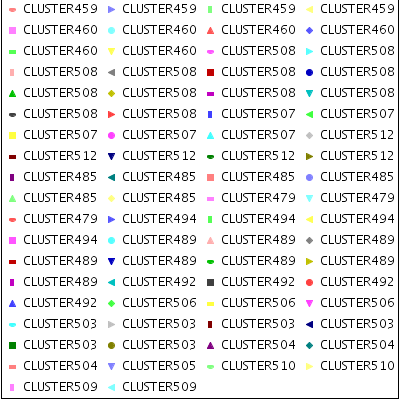 CLUSTER459 CLUSTER459 CLUSTER459 CLUSTER459
CLUSTER460 CLUSTER460 CLUSTER460 CLUSTER460
CLUSTER460 CLUSTER460 CLUSTER508 CLUSTER508
CLUSTER508 CLUSTER508 CLUSTER508 CLUSTER508
CLUSTER508 CLUSTER508 CLUSTER508 CLUSTER508
CLUSTER508 CLUSTER508 CLUSTER507 CLUSTER507
CLUSTER507 CLUSTER507 CLUSTER507 CLUSTER512
CLUSTER512 CLUSTER512 CLUSTER512 CLUSTER512
CLUSTER485 CLUSTER485 CLUSTER485 CLUSTER485
CLUSTER485 CLUSTER485 CLUSTER479 CLUSTER479
CLUSTER479 CLUSTER494 CLUSTER494 CLUSTER494
CLUSTER494 CLUSTER489 CLUSTER489 CLUSTER489
CLUSTER489 CLUSTER489 CLUSTER489 CLUSTER489
CLUSTER489 CLUSTER492 CLUSTER492 CLUSTER492
CLUSTER492 CLUSTER506 CLUSTER506 CLUSTER506
CLUSTER503 CLUSTER503 CLUSTER503 CLUSTER503
CLUSTER503 CLUSTER503 CLUSTER504 CLUSTER504
CLUSTER504 CLUSTER505 CLUSTER510 CLUSTER510
CLUSTER509 CLUSTER509